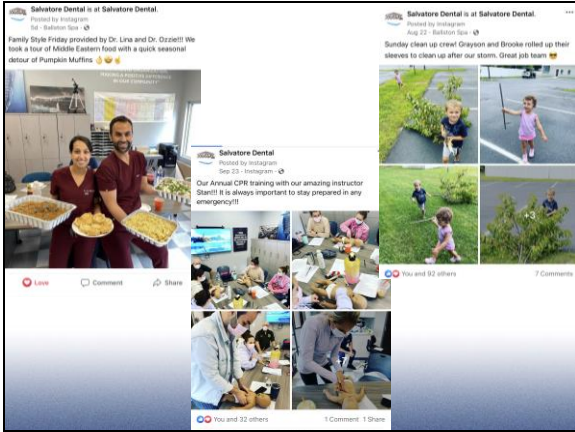 Salvatore Dental is at Salvatore Dental.
Posted by Instagram
5d · Ballston Spa ·
Family Style Friday provided by Dr. Lina and Dr. Ozzie!!! We
took a tour of Middle Eastern food with a quick seasonal
detour of Pumpkin Muffins 👌🤩☝️
MAKING A POSITIVE DIFFERENCE
IN OUR COMMUNITY
Love
Comment
Share
Salvatore Dental
Posted by Instagram
Sep 23 · Instagram ·
Our Annual CPR training with our amazing instructor
Stan!!! It is always important to stay prepared in any
emergency!!!
You and 32 others
1 Comment 1 Share
Salvatore Dental is at Salvatore Dental.
Posted by Instagram
Aug 22 · Ballston Spa ·
Sunday clean up crew! Grayson and Brooke rolled up their
sleeves to clean up after our storm. Great job team 😎
+3
You and 92 others
7 Comments